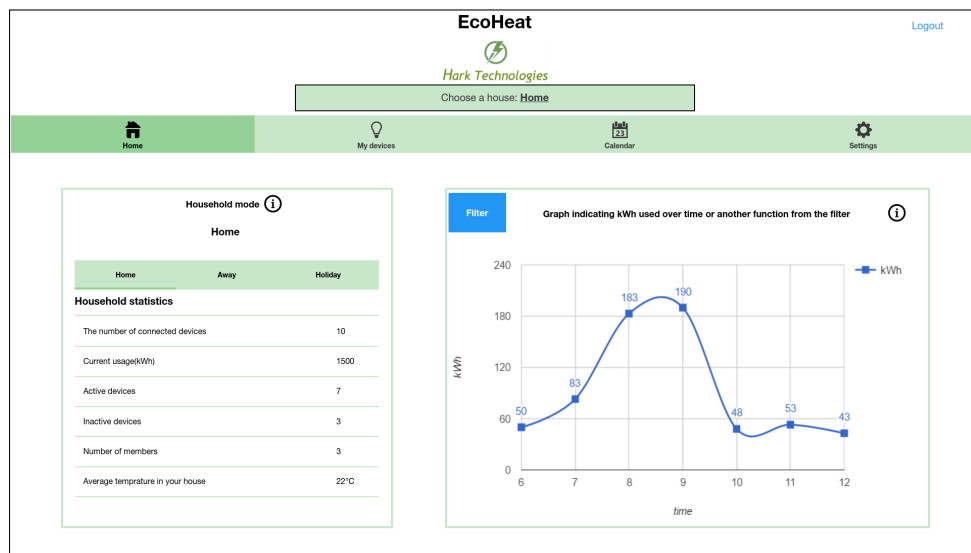 EcoHeat
Logout
Hark Technologies
Choose a house: Home
23
Home
My devices
Calendar
Settings
Household mode i
Home
Home
Away
Holiday
Household statistics
The number of connected devices 10
Current usage(kWh) 1500
Active devices 7
Inactive devices 3
Number of members 3
Average temprature in your house 22°C
Filter
Graph indicating kWh used over time or another function from the filter
i
kWh
kWh
240
180
120
60
0
50
83
183
190
48
53
43
6 7 8 9 10 11 12
time